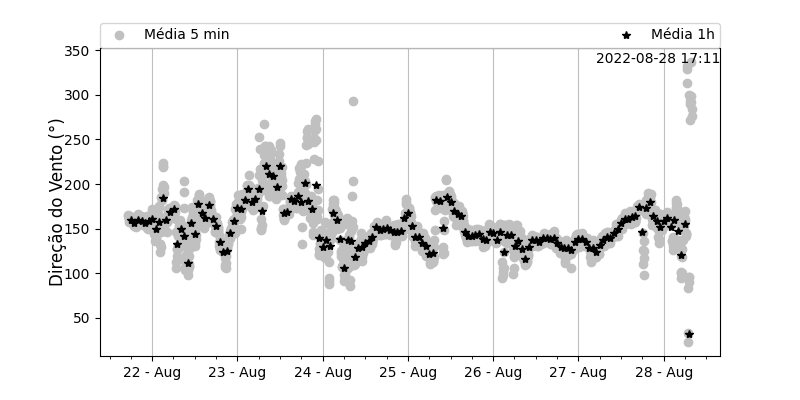 Média 5 min
Média 1h
2022-08-28 17:11
Direção do Vento (°)
350
300
250
200
150
100
50
22 - Aug
23 - Aug
24 - Aug
25 - Aug
26 - Aug
27 - Aug
28 - Aug